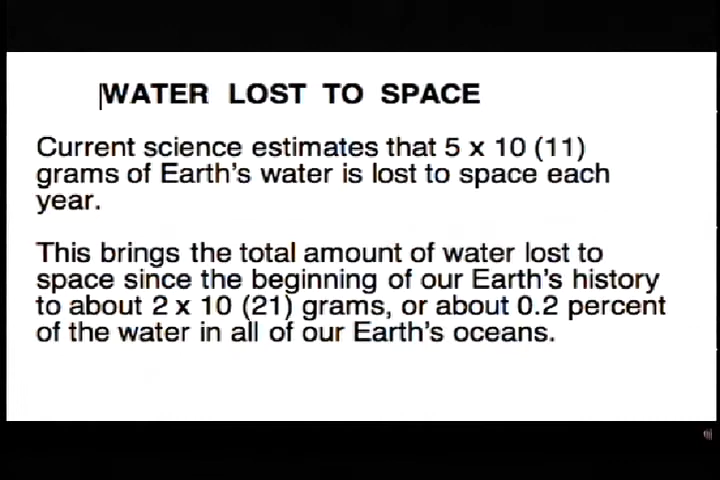 WATER LOST TO SPACE
Current science estimates that 5 x 10 (11)
grams of Earth's water is lost to space each
year.
This brings the total amount of water lost to
space since the beginning of our Earth's history
to about 2 x 10 (21) grams, or about 0.2 percent
of the water in all of our Earth's oceans.